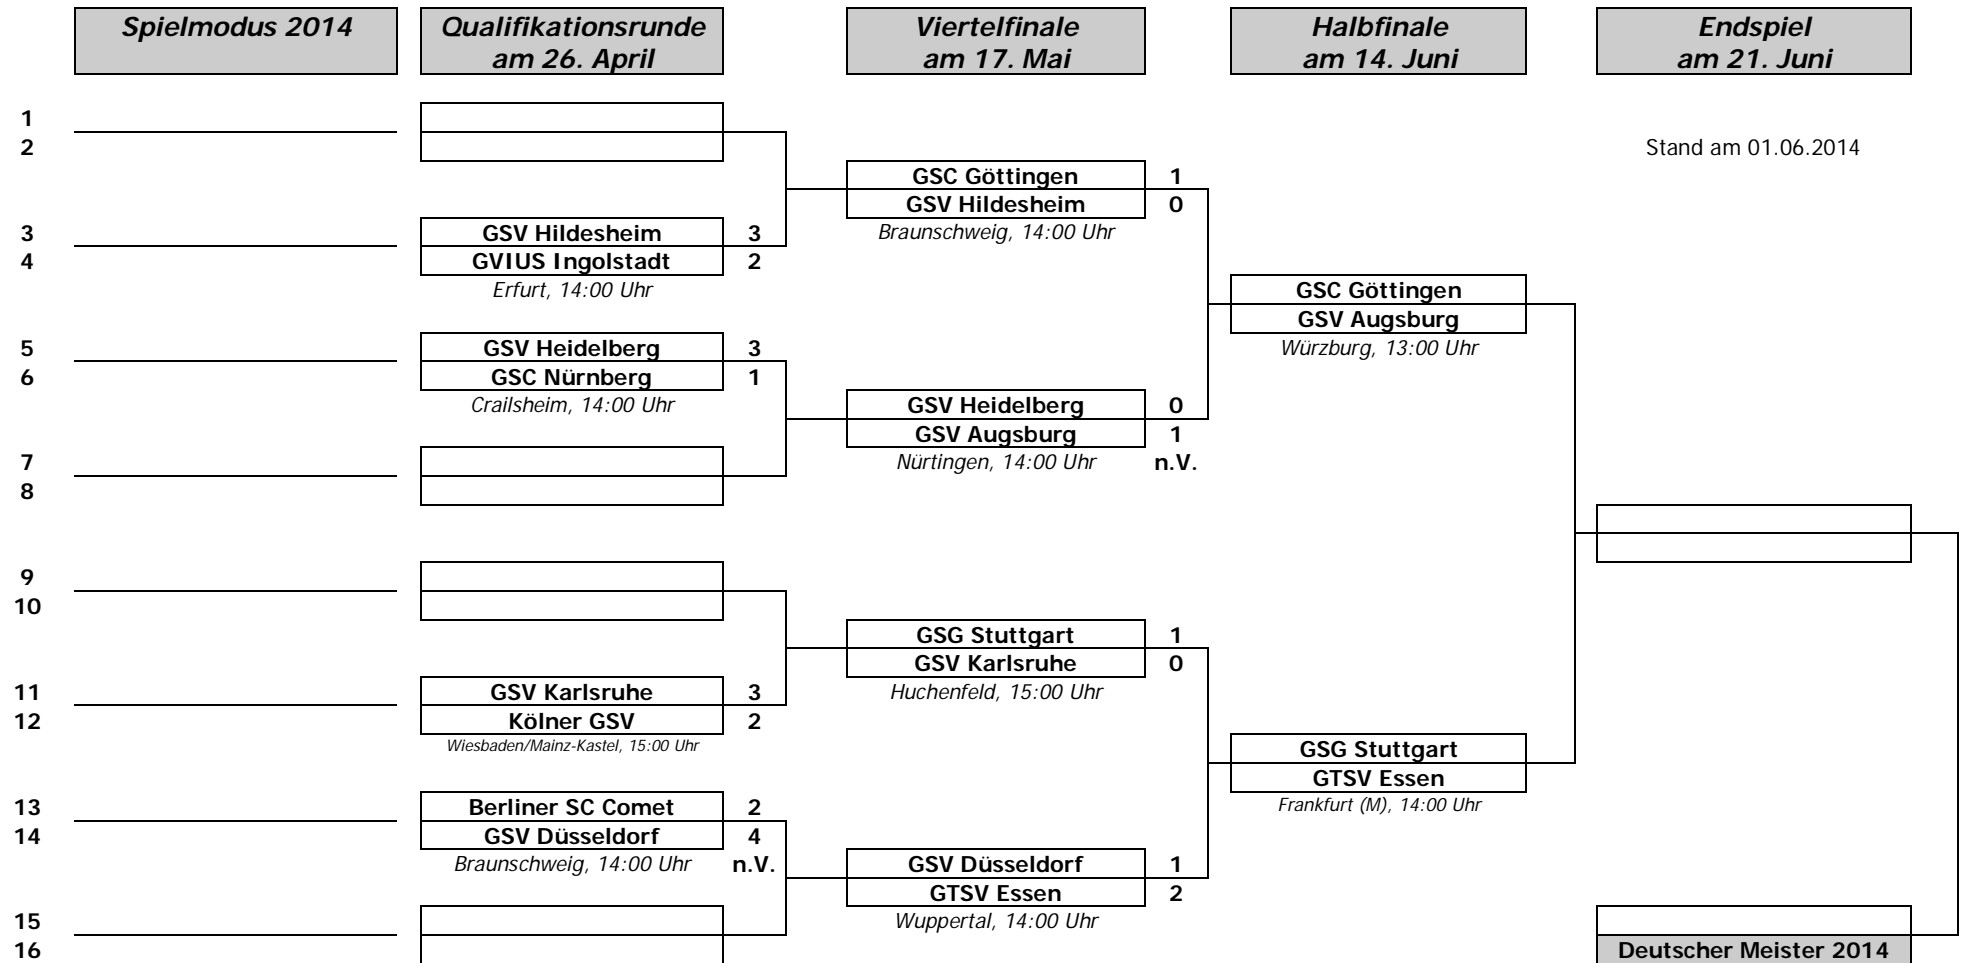 Spielmodus 2014
Qualifikationsrunde
am 26. April
Viertelfinale
am 17. Mai
Halbfinale
am 14. Juni
Endspiel
am 21. Juni
1
2
Stand am 01.06.2014
GSC Göttingen 1
GSV Hildesheim 0
Braunschweig, 14:00 Uhr
3 GSV Hildesheim 3
4 GVIUS Ingolstadt 2
Erfurt, 14:00 Uhr
GSC Göttingen
GSV Augsburg
Würzburg, 13:00 Uhr
5 GSV Heidelberg 3
6 GSC Nürnberg 1
Crailsheim, 14:00 Uhr
GSV Heidelberg 0
GSV Augsburg 1
Nürtingen, 14:00 Uhr n.V.
7
8
9
10
GSG Stuttgart 1
GSV Karlsruhe 0
Huchenfeld, 15:00 Uhr
11 GSV Karlsruhe 3
12 Kölner GSV 2
Wiesbaden/Mainz-Kastel, 15:00 Uhr
GSG Stuttgart
GTSV Essen
Frankfurt (M), 14:00 Uhr
13 Berliner SC Comet 2
14 GSV Düsseldorf 4
Braunschweig, 14:00 Uhr n.V.
GSV Düsseldorf 1
GTSV Essen 2
Wuppertal, 14:00 Uhr
15
16
Deutscher Meister 2014